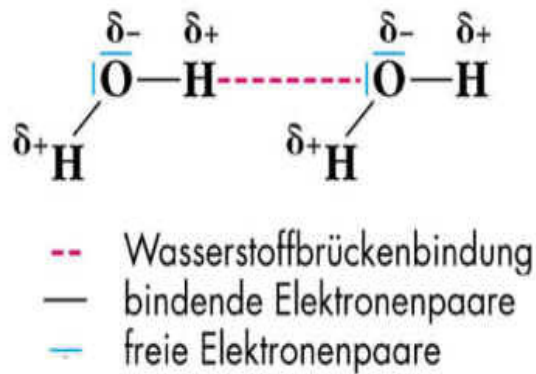 δ− δ+ δ− δ+
O H O H
δ+ H δ+ H
Wasserstoffbrückenbindung
bindende Elektronenpaare
freie Elektronenpaare